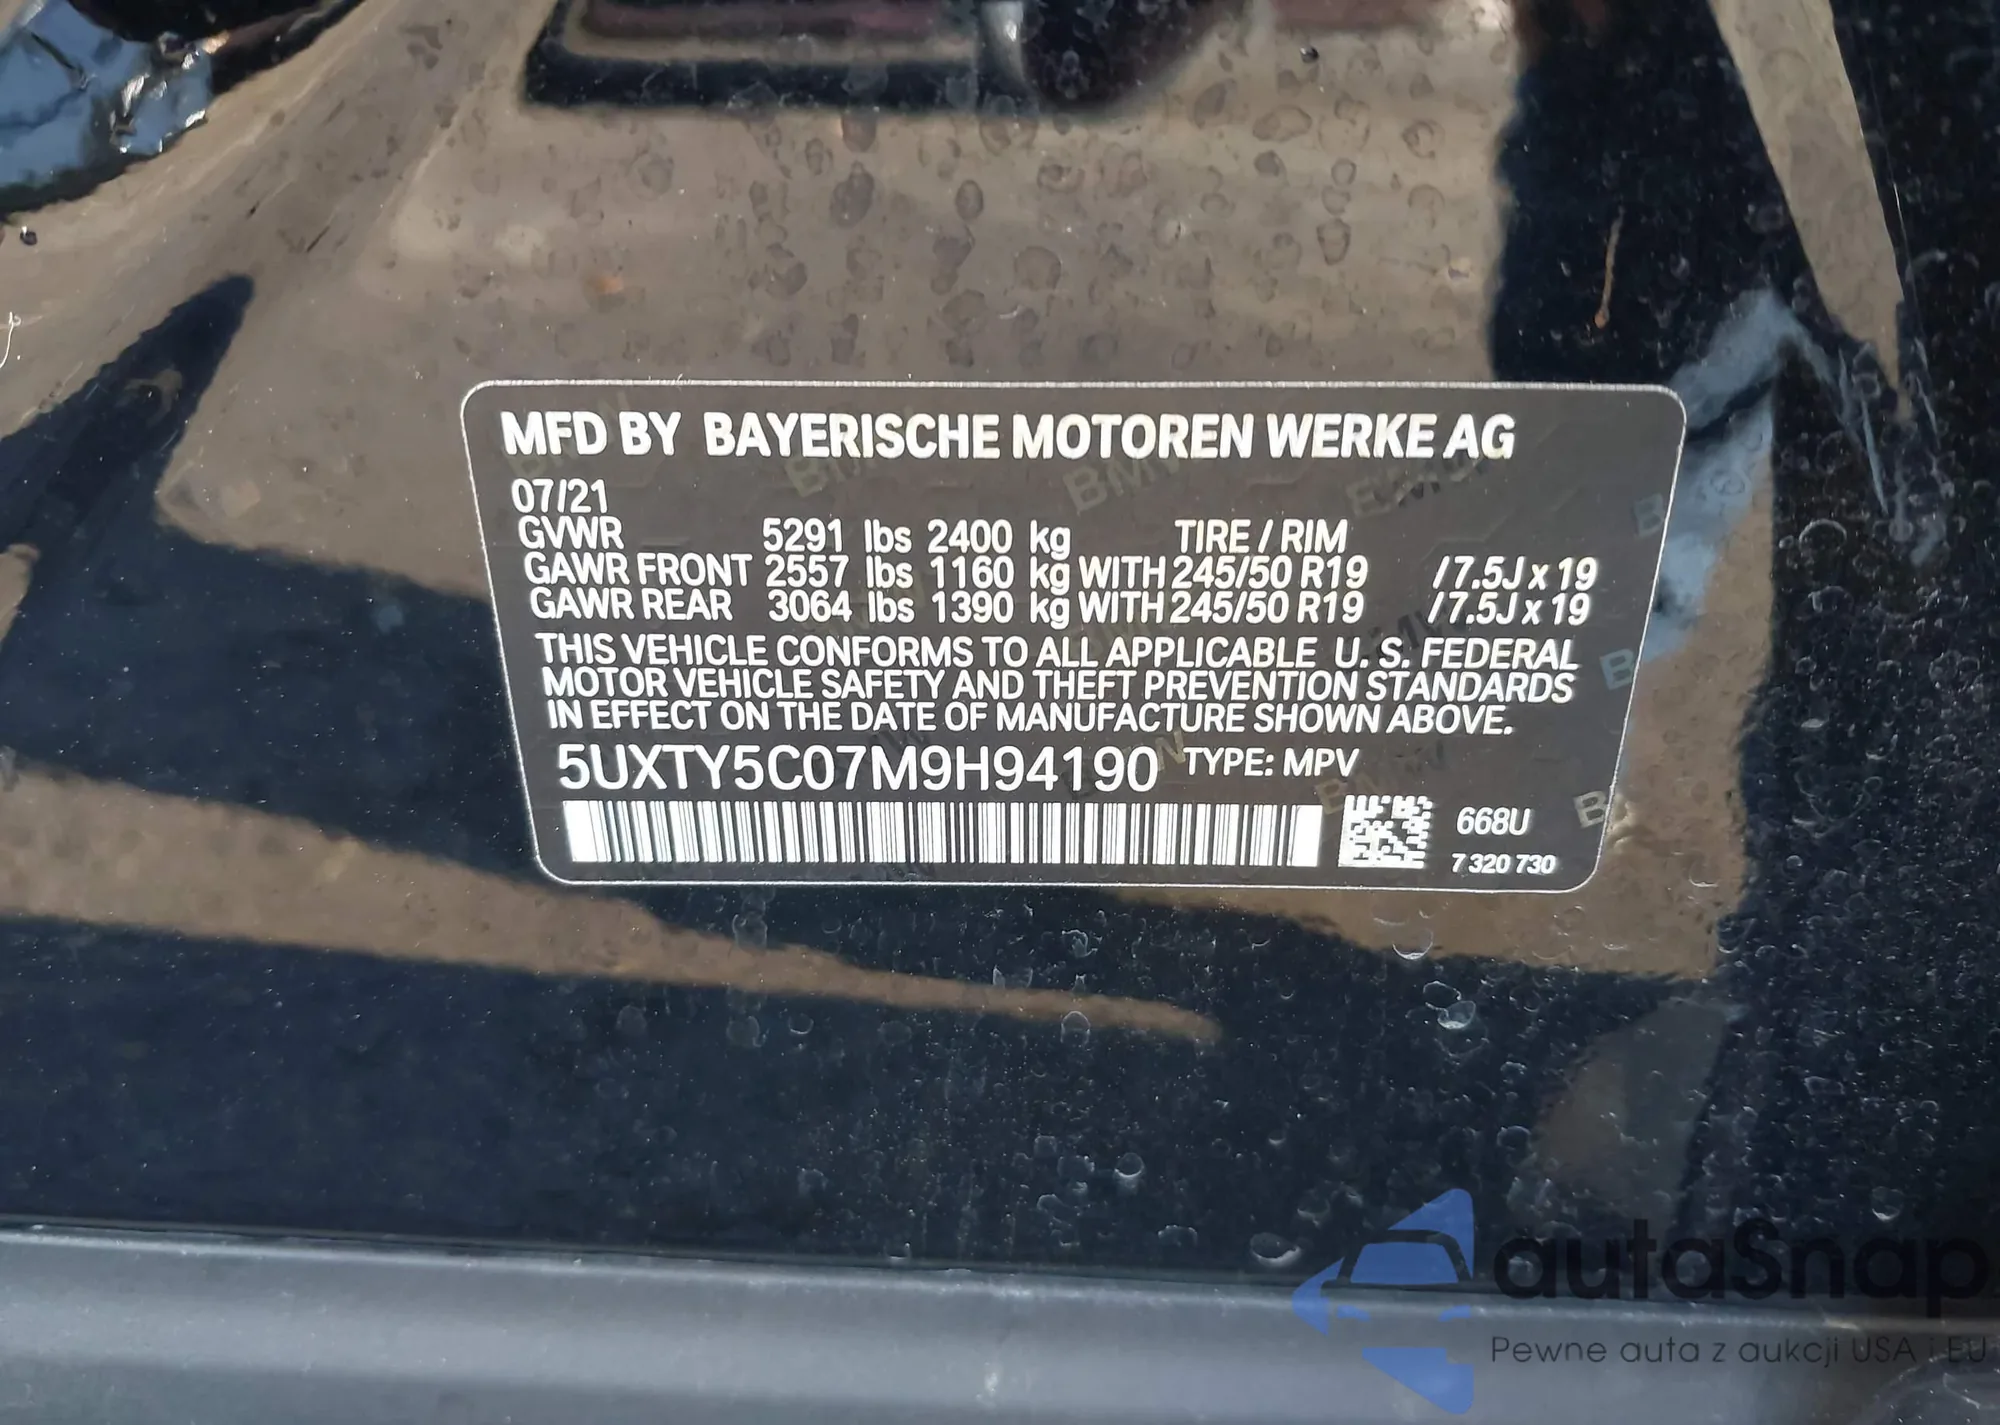 MFD BY BAYERISCHE MOTOREN WERKE AG
07/21
GVWR 5291 lbs 2400 kg TIRE / RIM
GAWR FRONT 2557 lbs 1160 kg WITH 245/50 R19 / 7.5J x 19
GAWR REAR 3064 lbs 1390 kg WITH 245/50 R19 / 7.5J x 19
THIS VEHICLE CONFORMS TO ALL APPLICABLE U. S. FEDERAL
MOTOR VEHICLE SAFETY AND THEFT PREVENTION STANDARDS
IN EFFECT ON THE DATE OF MANUFACTURE SHOWN ABOVE.
5UXTY5C07M9H94190 TYPE: MPV
668U
7 320 730
autaSnap
Pewne auta z aukcji USA i EU